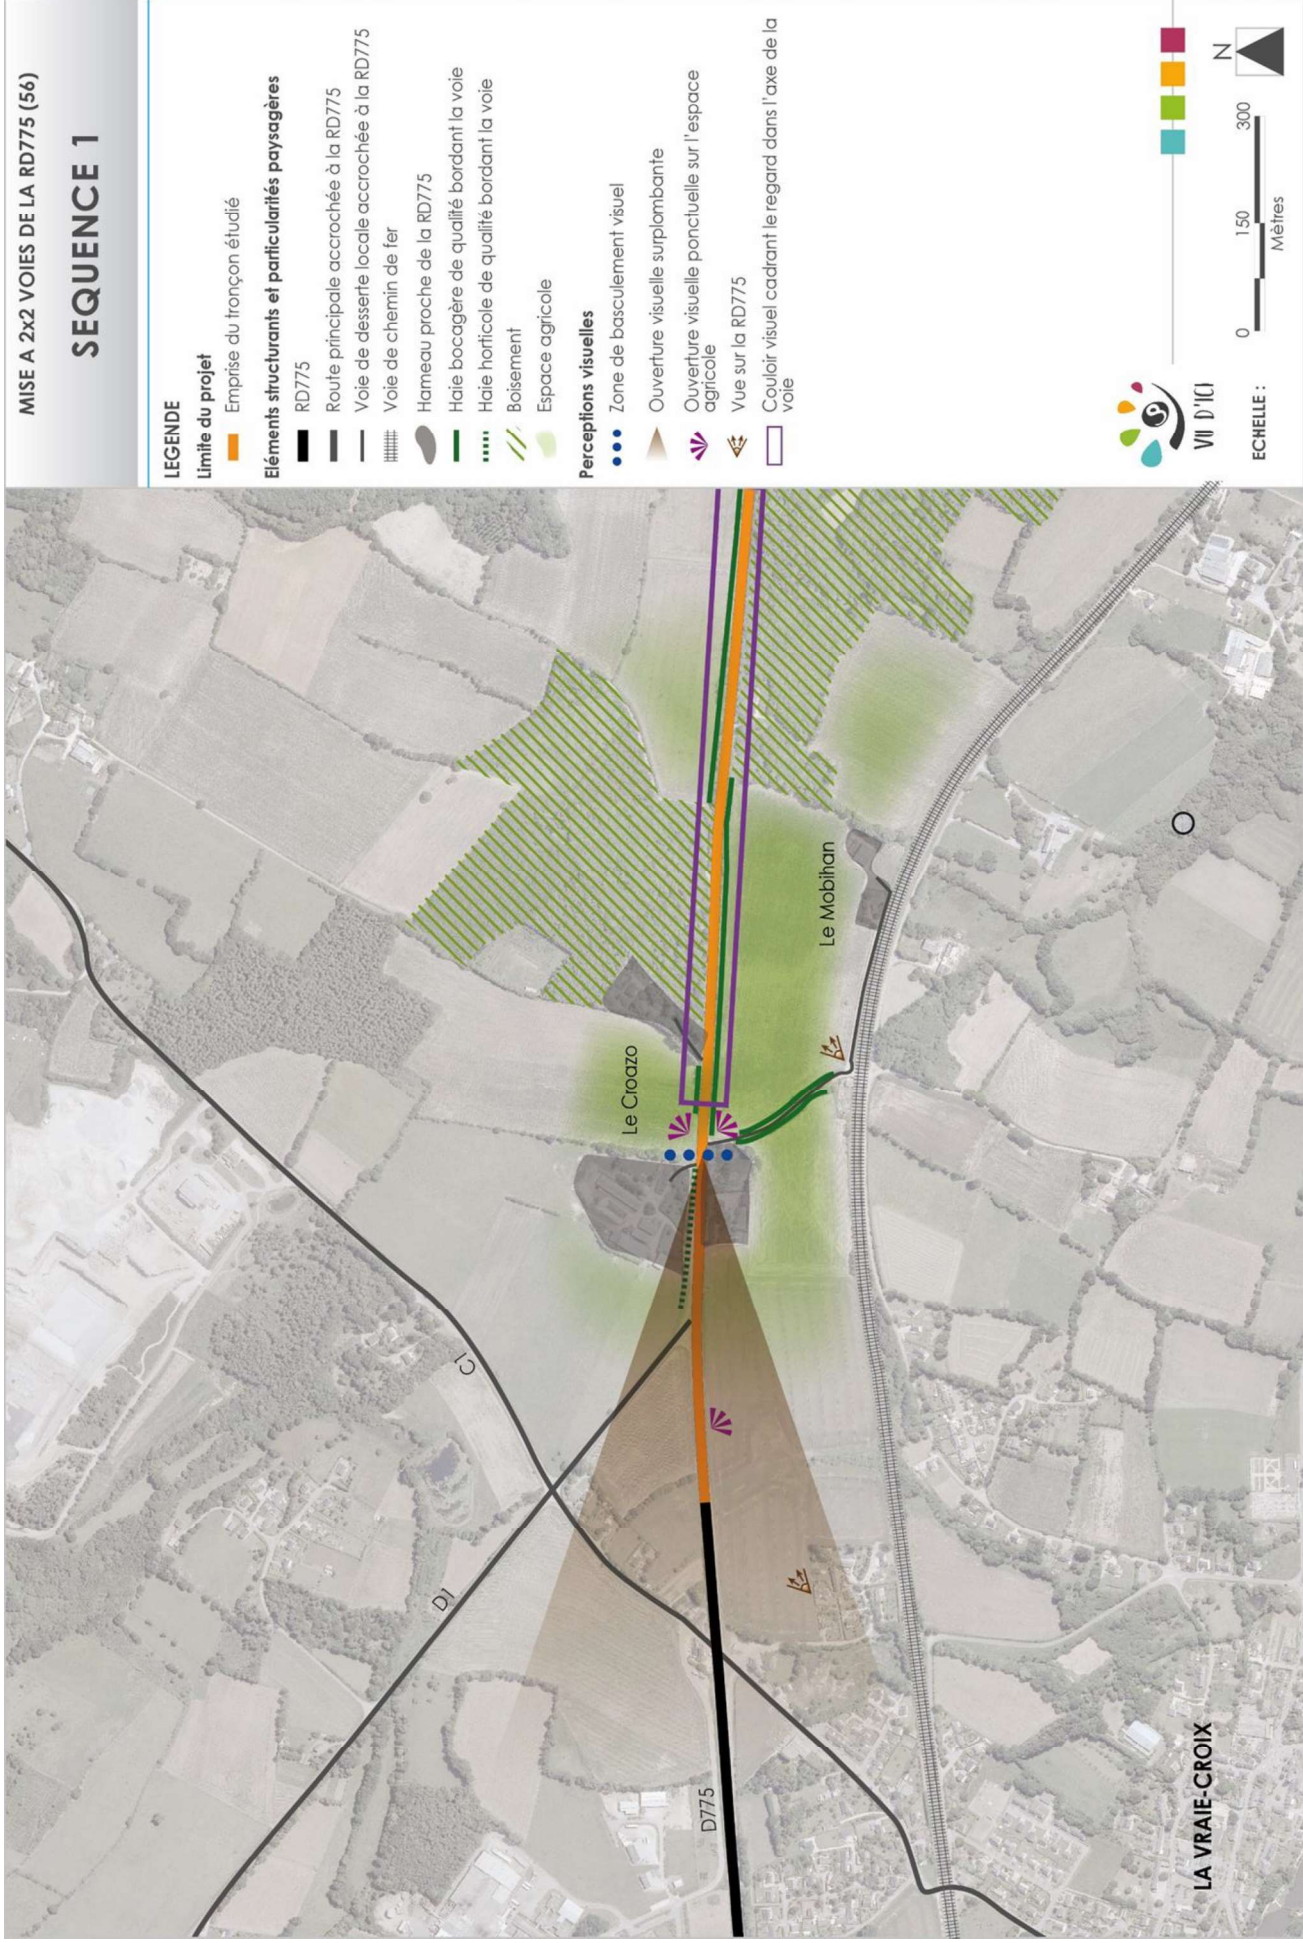 MISE A 2x2 VOIES DE LA RD775 (56)
SEQUENCE 1
LEGENDE
Limite du projet
Emprise du tronçon étudié
Eléments structurants et particularités paysagères
RD775
Route principale accrochée à la RD775
Voie de desserte locale accrochée à la RD775
Voie de chemin de fer
Hameau proche de la RD775
Haie bocagère de qualité bordant la voie
Haie horticole de qualité bordant la voie
Boisement
Espace agricole
Perceptions visuelles
Zone de basculement visuel
Ouverture visuelle surplombante
Ouverture visuelle ponctuelle sur l'espace
agricole
Vue sur la RD775
Couloir visuel cadrant le regard dans l'axe de la
voie
VU D'ICI
ECHELLE :
0 150 300
Mètres
N
C1
D1
Le Croazo
Le Mobihan
D775
LA VRAIE-CROIX